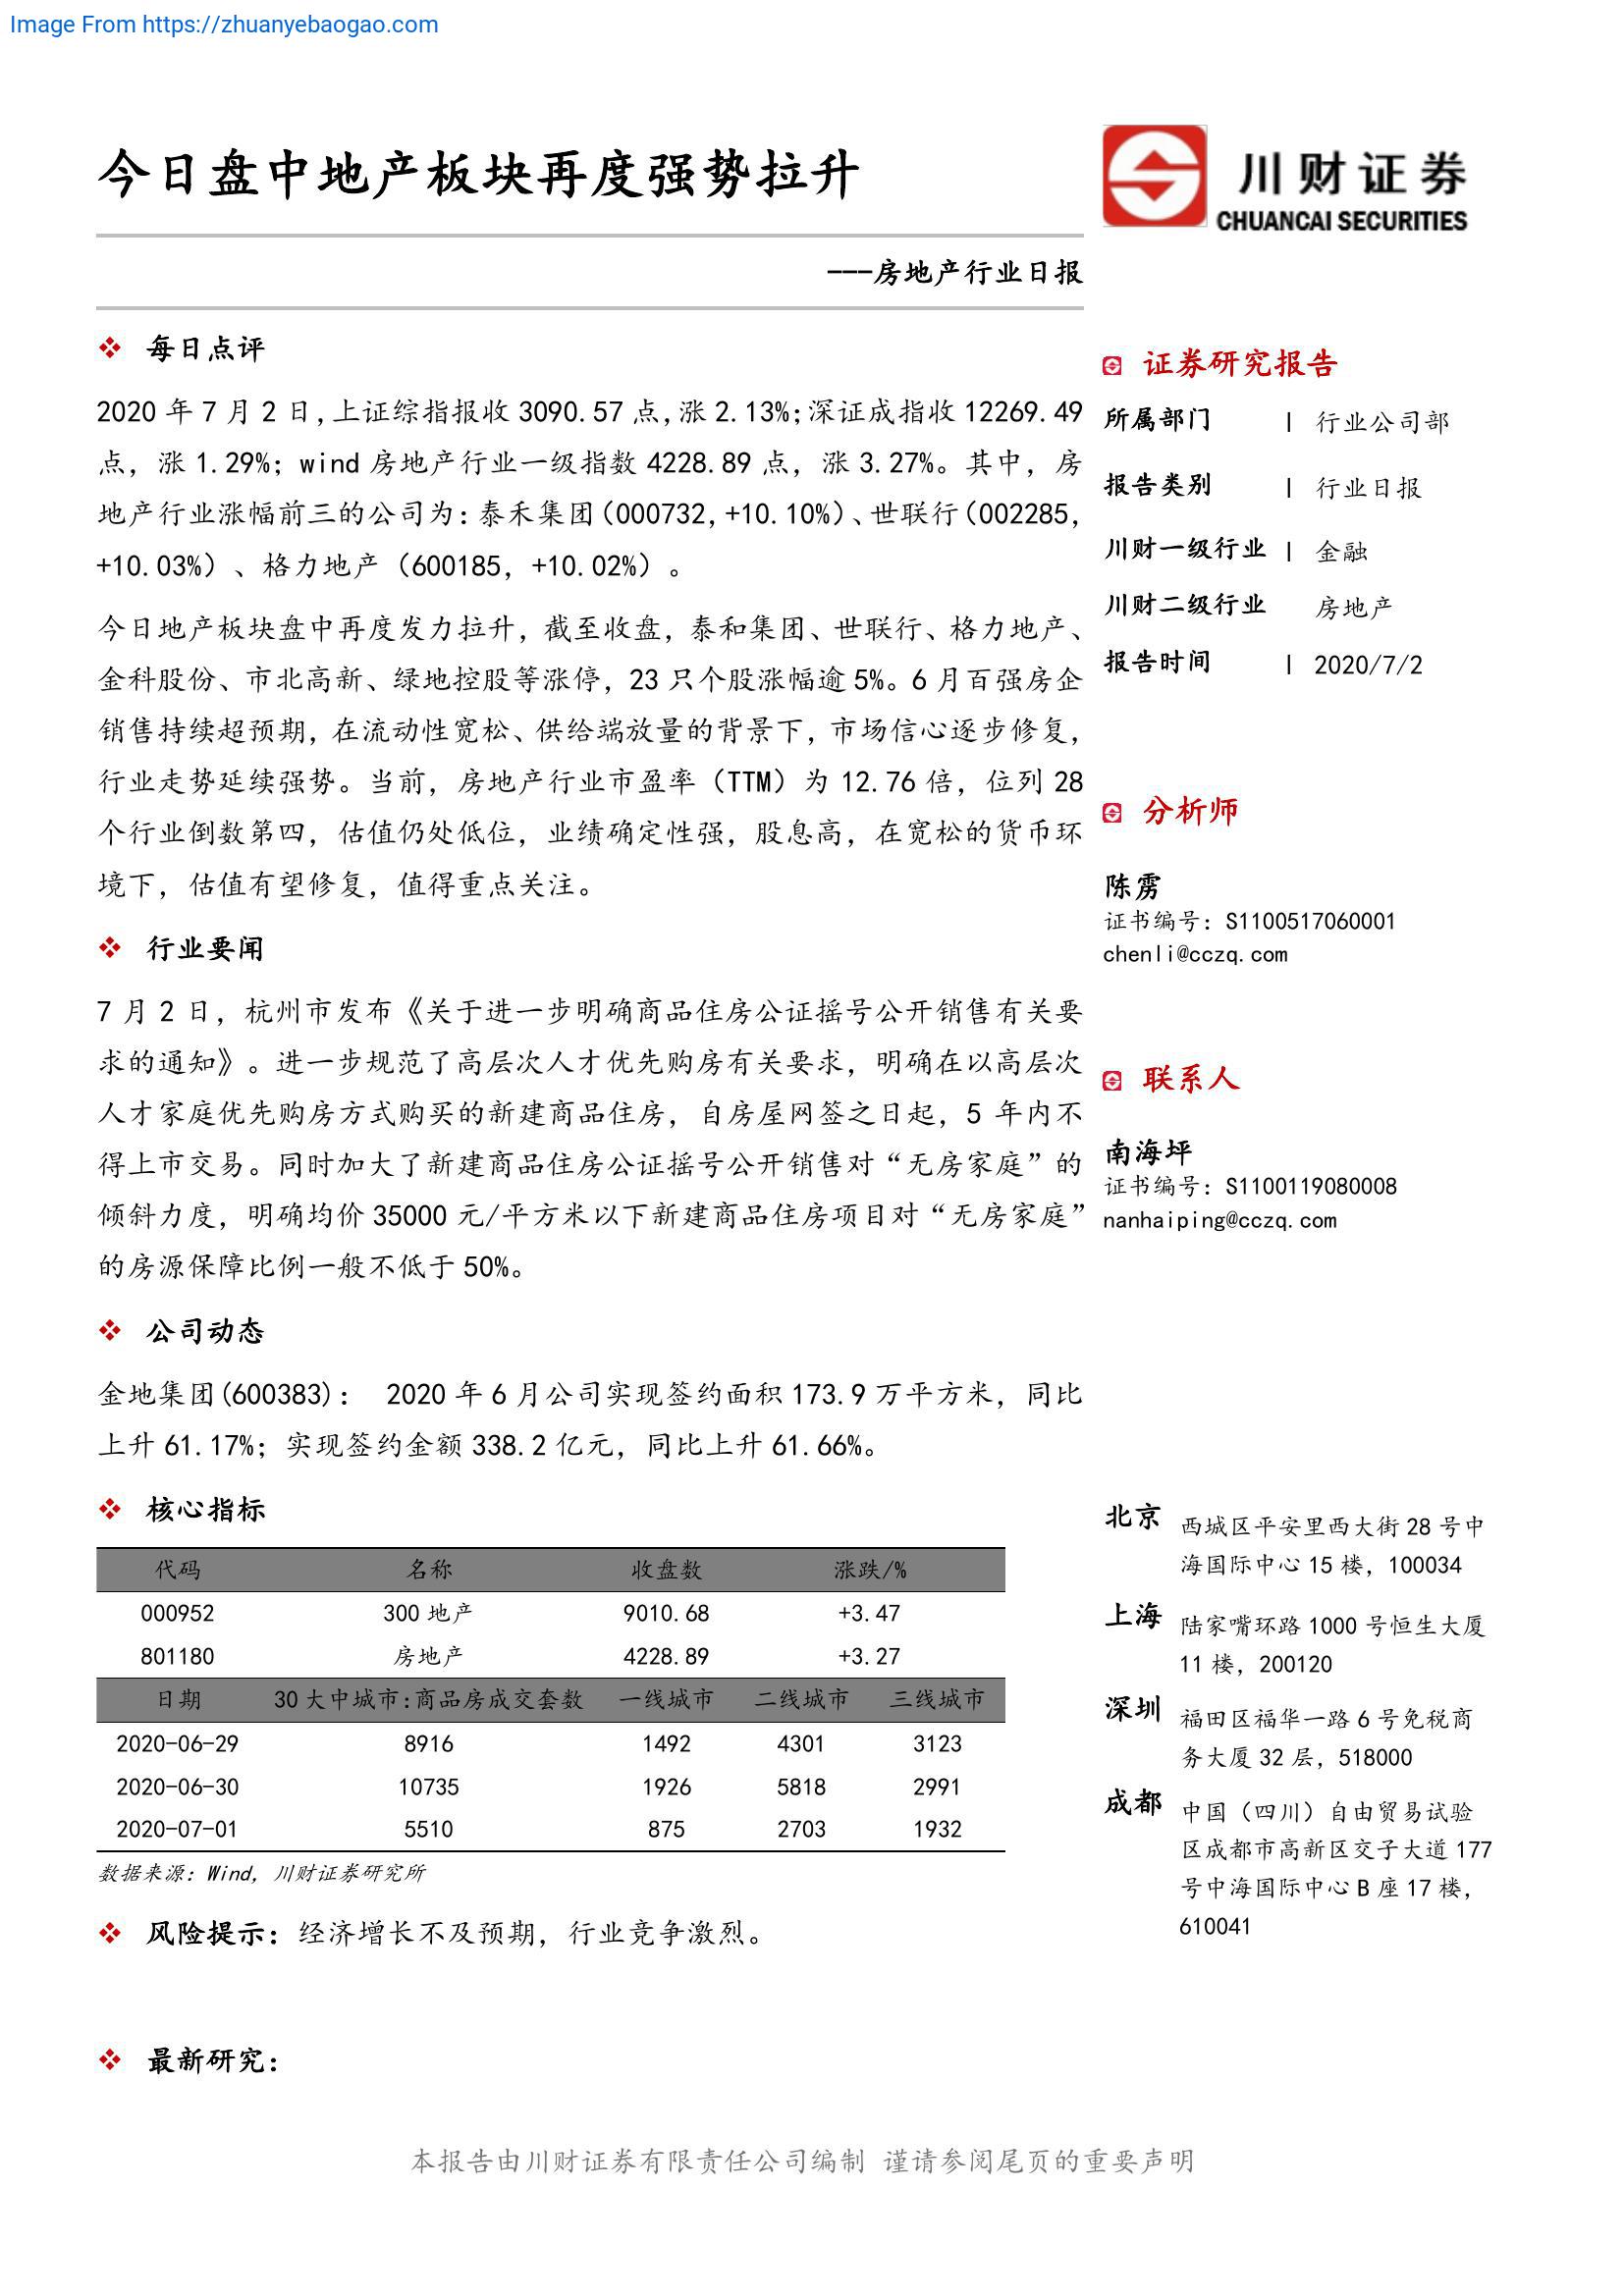 Image From https://zhuanyebaogao.com
今日盘中地产板块再度强势拉升
川财证券
CHUANCAI SECURITIES
---房地产行业日报
每日点评
2020 年 7 月 2 日，上证综指报收 3090.57 点，涨 2.13%；深证成指收 12269.49
点，涨 1.29%；wind 房地产行业一级指数 4228.89 点，涨 3.27%。其中，房
地产行业涨幅前三的公司为：泰禾集团（000732，+10.10%）、世联行（002285，
+10.03%）、格力地产（600185，+10.02%）。
今日地产板块盘中再度发力拉升，截至收盘，泰和集团、世联行、格力地产、
金科股份、市北高新、绿地控股等涨停，23 只个股涨幅逾 5%。6 月百强房企
销售持续超预期，在流动性宽松、供给端放量的背景下，市场信心逐步修复，
行业走势延续强势。当前，房地产行业市盈率（TTM）为 12.76 倍，位列 28
个行业倒数第四，估值仍处低位，业绩确定性强，股息高，在宽松的货币环
境下，估值有望修复，值得重点关注。
行业要闻
7 月 2 日，杭州市发布《关于进一步明确商品住房公证摇号公开销售有关要
求的通知》。进一步规范了高层次人才优先购房有关要求，明确在以高层次
人才家庭优先购房方式购买的新建商品住房，自房屋网签之日起，5 年内不
得上市交易。同时加大了新建商品住房公证摇号公开销售对“无房家庭”的
倾斜力度，明确均价 35000 元/平方米以下新建商品住房项目对“无房家庭”
的房源保障比例一般不低于 50%。
公司动态
金地集团(600383)： 2020 年 6 月公司实现签约面积 173.9 万平方米，同比
上升 61.17%；实现签约金额 338.2 亿元，同比上升 61.66%。
核心指标
代码 名称 收盘数 涨跌/%
000952 300 地产 9010.68 +3.47
801180 房地产 4228.89 +3.27
日期 30 大中城市:商品房成交套数 一线城市 二线城市 三线城市
2020-06-29 8916 1492 4301 3123
2020-06-30 10735 1926 5818 2991
2020-07-01 5510 875 2703 1932
数据来源：Wind，川财证券研究所
风险提示：经济增长不及预期，行业竞争激烈。
最新研究：
证券研究报告
所属部门 | 行业公司部
报告类别 | 行业日报
川财一级行业 | 金融
川财二级行业 房地产
报告时间 | 2020/7/2
分析师
陈雳
证书编号：S1100517060001
chenli@cczq.com
联系人
南海坪
证书编号：S1100119080008
nanhaiping@cczq.com
北京 西城区平安里西大街 28 号中
海国际中心 15 楼，100034
上海 陆家嘴环路 1000 号恒生大厦
11 楼，200120
深圳 福田区福华一路 6 号免税商
务大厦 32 层，518000
成都 中国（四川）自由贸易试验
区成都市高新区交子大道 177
号中海国际中心 B 座 17 楼，
610041
本报告由川财证券有限责任公司编制 谨请参阅尾页的重要声明